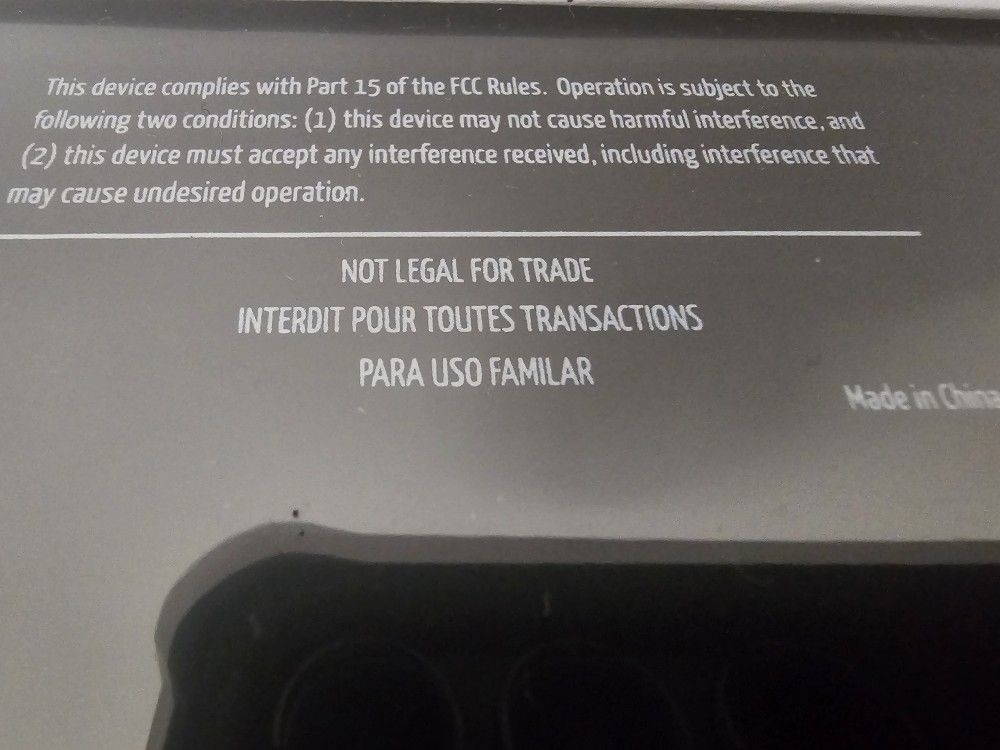 This device complies with Part 15 of the FCC Rules. Operation is subject to the
following two conditions: (1) this device may not cause harmful interference, and
(2) this device must accept any interference received, including interference that
may cause undesired operation.
NOT LEGAL FOR TRADE
INTERDIT POUR TOUTES TRANSACTIONS
PARA USO FAMILAR
Made in China